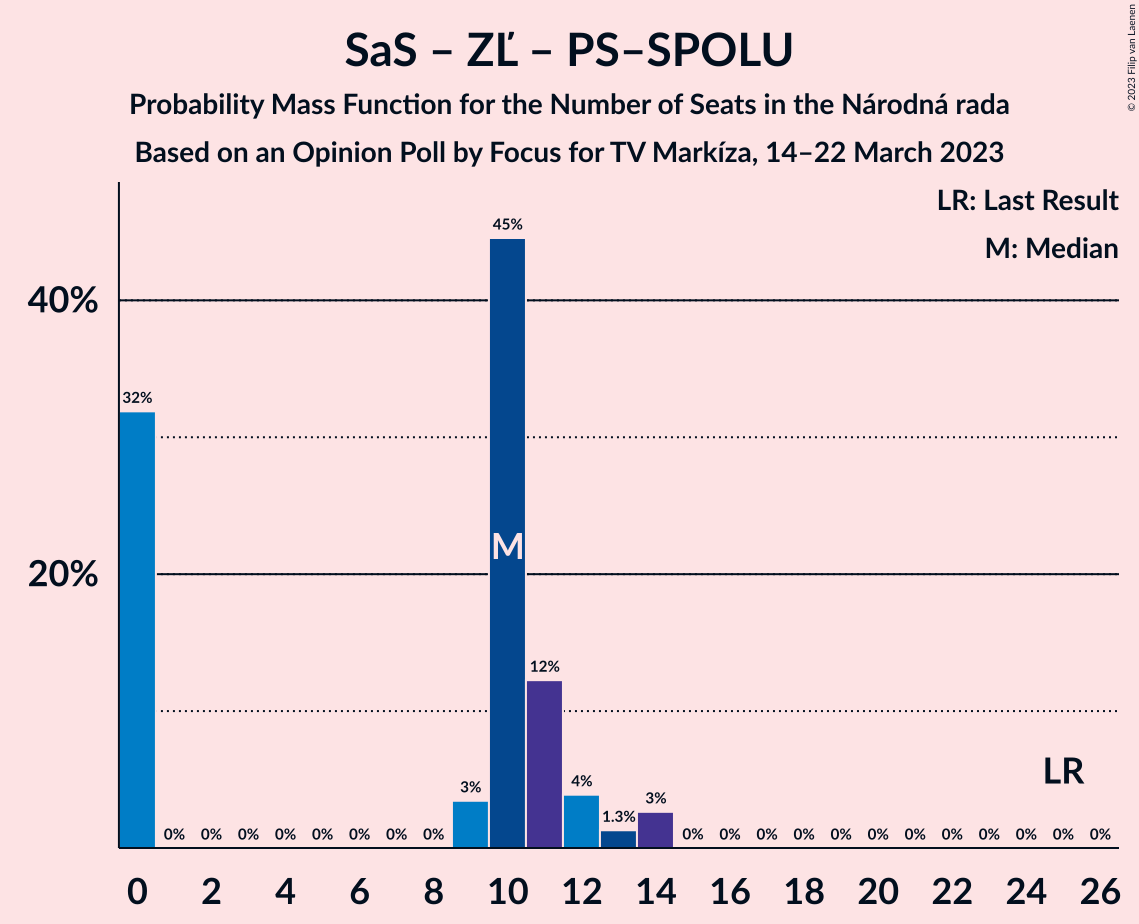 SaS – ZĽ – PS–SPOLU
Probability Mass Function for the Number of Seats in the Národná rada
Based on an Opinion Poll by Focus for TV Markíza, 14–22 March 2023
© 2023 Filip van Laenen
LR: Last Result
M: Median
45%
40%
32%
M
20%
12%
LR
3% 4% 1.3% 3%
0% 0% 0% 0% 0% 0% 0% 0% 0% 0% 0% 0% 0% 0% 0% 0% 0% 0% 0% 0%
0 2 4 6 8 10 12 14 16 18 20 22 24 26